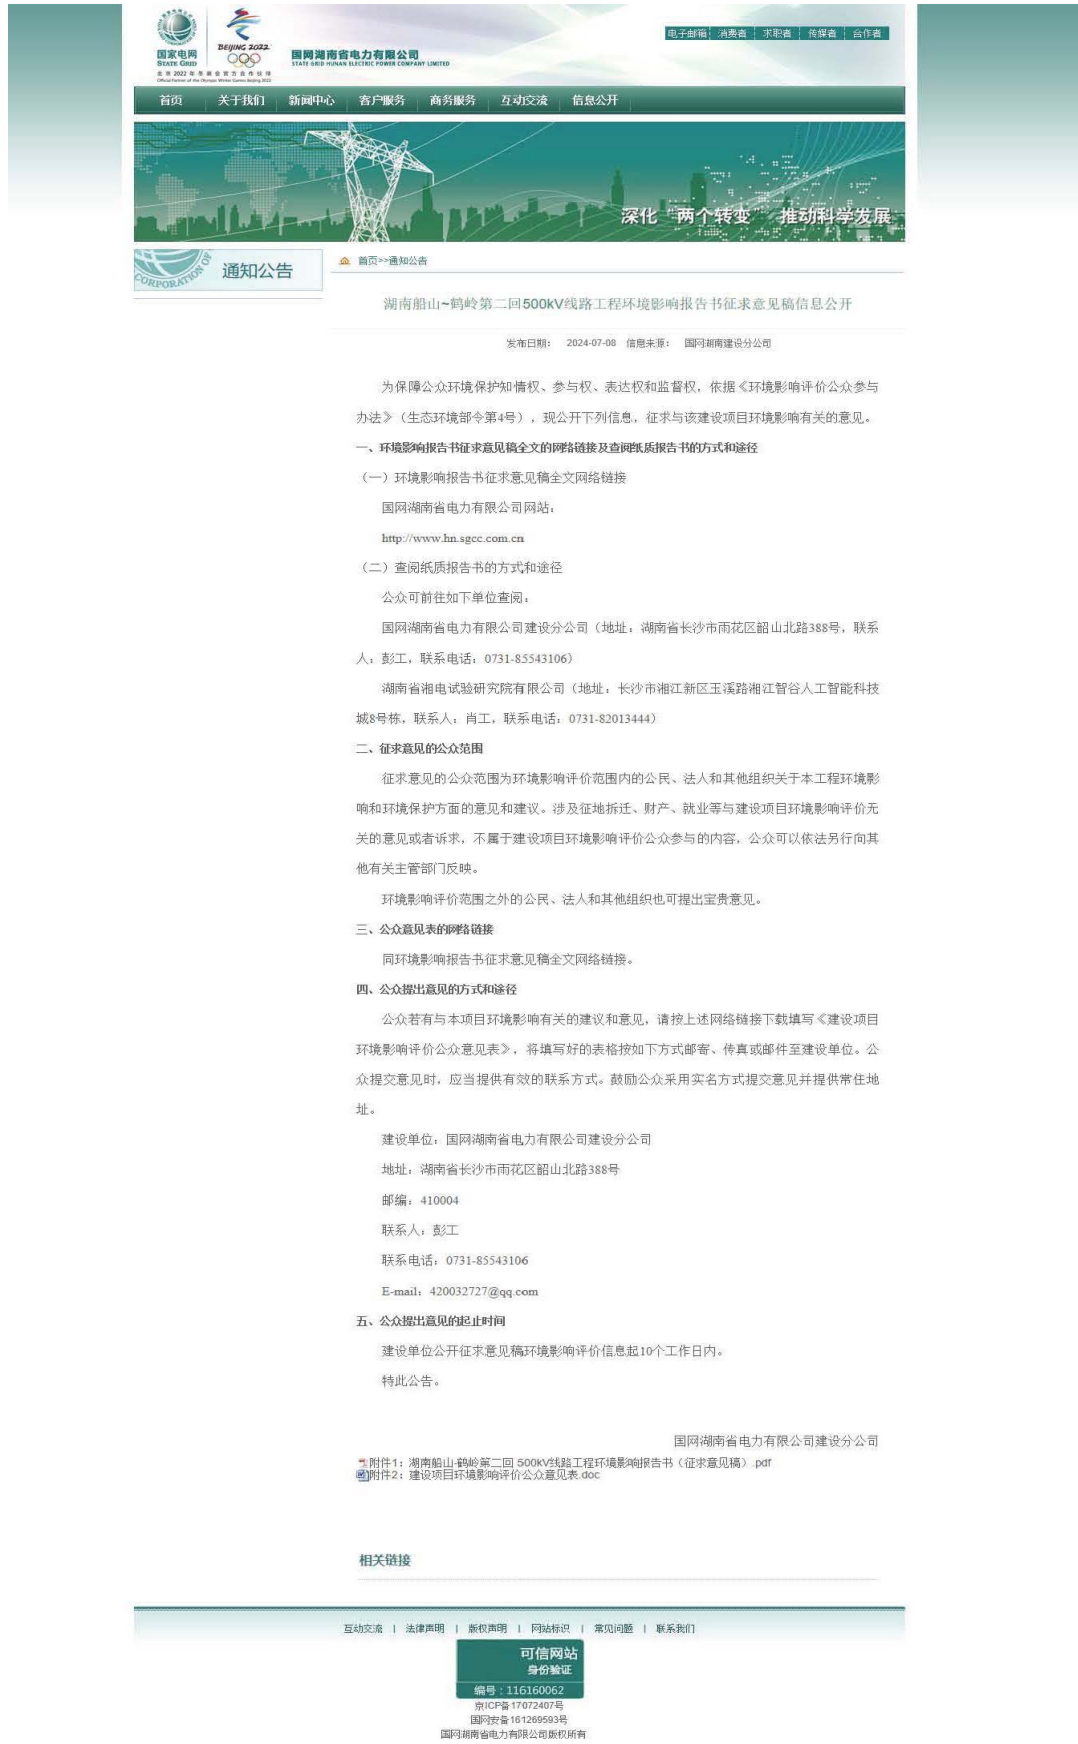 国家电网
STATE GRID
BEIJING 2022
北京2022年冬奥会官方合作伙伴
Official Partner of the Olympic Winter Games Beijing 2022
国网湖南省电力有限公司
STATE GRID HUNAN ELECTRIC POWER COMPANY LIMITED
电子邮箱 消费者 求职者 传媒者 合作者
首页 关于我们 新闻中心 客户服务 商务服务 互动交流 信息公开
深化“两个转变” 推动科学发展
CORPORATION OF
通知公告
首页>>通知公告
湖南船山~鹤岭第二回500kV线路工程环境影响报告书征求意见稿信息公开
发布日期： 2024-07-08 信息来源： 国网湖南建设分公司
为保障公众环境保护知情权、参与权、表达权和监督权，依据《环境影响评价公众参与
办法》（生态环境部令第4号），现公开下列信息，征求与该建设项目环境影响有关的意见。
一、环境影响报告书征求意见稿全文的网络链接及查阅纸质报告书的方式和途径
（一）环境影响报告书征求意见稿全文网络链接
国网湖南省电力有限公司网站：
http://www.hn.sgcc.com.cn
（二）查阅纸质报告书的方式和途径
公众可前往如下单位查阅：
国网湖南省电力有限公司建设分公司（地址：湖南省长沙市雨花区韶山北路388号，联系
人：彭工，联系电话：0731-85543106）
湖南省湘电试验研究院有限公司（地址：长沙市湘江新区玉溪路湘江智谷人工智能科技
城8号栋，联系人：肖工，联系电话：0731-82013444）
二、征求意见的公众范围
征求意见的公众范围为环境影响评价范围内的公民、法人和其他组织关于本工程环境影
响和环境保护方面的意见和建议。涉及征地拆迁、财产、就业等与建设项目环境影响评价无
关的意见或者诉求，不属于建设项目环境影响评价公众参与的内容，公众可以依法另行向其
他有关主管部门反映。
环境影响评价范围之外的公民、法人和其他组织也可提出宝贵意见。
三、公众意见表的网络链接
同环境影响报告书征求意见稿全文网络链接。
四、公众提出意见的方式和途径
公众若有与本项目环境影响有关的建议和意见，请按上述网络链接下载填写《建设项目
环境影响评价公众意见表》，将填写好的表格按如下方式邮寄、传真或邮件至建设单位。公
众提交意见时，应当提供有效的联系方式。鼓励公众采用实名方式提交意见并提供常住地
址。
建设单位：国网湖南省电力有限公司建设分公司
地址：湖南省长沙市雨花区韶山北路388号
邮编：410004
联系人：彭工
联系电话：0731-85543106
E-mail：420032727@qq.com
五、公众提出意见的起止时间
建设单位公开征求意见稿环境影响评价信息起10个工作日内。
特此公告。
国网湖南省电力有限公司建设分公司
附件1：湖南船山-鹤岭第二回 500kV线路工程环境影响报告书（征求意见稿）.pdf
附件2：建设项目环境影响评价公众意见表.doc
相关链接
互动交流 | 法律声明 | 版权声明 | 网站标识 | 常见问题 | 联系我们
可信网站
身份验证
编号：116160062
京ICP备17072407号
国网安备161269593号
国网湖南省电力有限公司版权所有